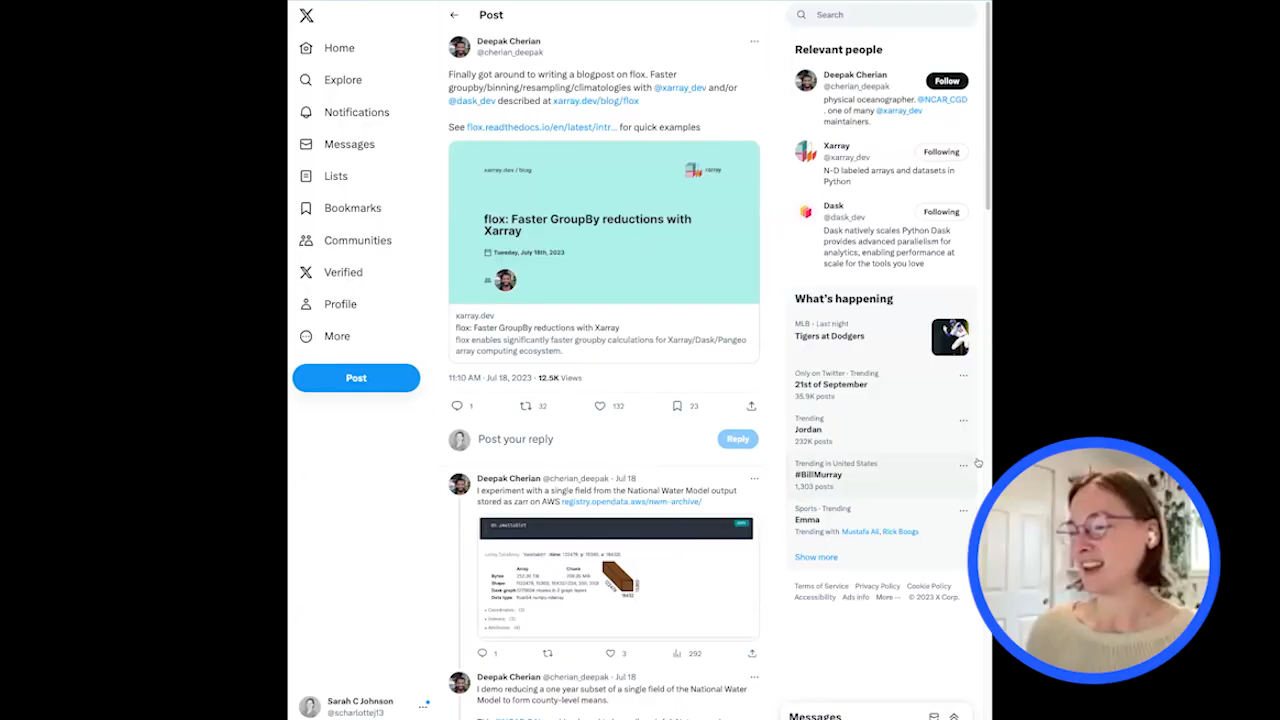 Home
Explore
Notifications
Messages
Lists
Bookmarks
Communities
Verified
Profile
More
Post
Sarah C Johnson
@scharlottej13
Post
Deepak Cherian
@cherian_deepak
Finally got around to writing a blogpost on flox. Faster
groupby/binning/resampling/climatologies with @xarray_dev and/or
@dask_dev described at xarray.dev/blog/flox
See flox.readthedocs.io/en/latest/intr... for quick examples
xarray.dev / blog
xarray
flox: Faster GroupBy reductions with
Xarray
Tuesday, July 18th, 2023
xarray.dev
flox: Faster GroupBy reductions with Xarray
flox enables significantly faster groupby calculations for Xarray/Dask/Pangeo
array computing ecosystem.
11:10 AM · Jul 18, 2023 · 12.5K Views
1 32 132 23
Post your reply
Reply
Deepak Cherian @cherian_deepak · Jul 18
I experiment with a single field from the National Water Model output
stored as zarr on AWS registry.opendata.aws/nwm-archive/
Array Chunk
Bytes
Shape
Data type
1 3 292
Deepak Cherian @cherian_deepak · Jul 18
I demo reducing a one year subset of a single field of the National Water
Model to form county-level means.
Search
Relevant people
Deepak Cherian
@cherian_deepak
Follow
physical oceanographer. @NCAR_CGD
. one of many @xarray_dev
maintainers.
Xarray
@xarray_dev
Following
N-D labeled arrays and datasets in
Python
Dask
@dask_dev
Following
Dask natively scales Python Dask
provides advanced parallelism for
analytics, enabling performance at
scale for the tools you love
What's happening
MLB · Last night
Tigers at Dodgers
Only on Twitter · Trending
21st of September
35.9K posts
Trending
Jordan
232K posts
Trending in United States
#BillMurray
1,303 posts
Sports · Trending
Emma
Trending with Mustafa Ali, Rick Boogs
Show more
Terms of Service Privacy Policy Cookie Policy
Accessibility Ads info More ··· © 2023 X Corp.
Messages